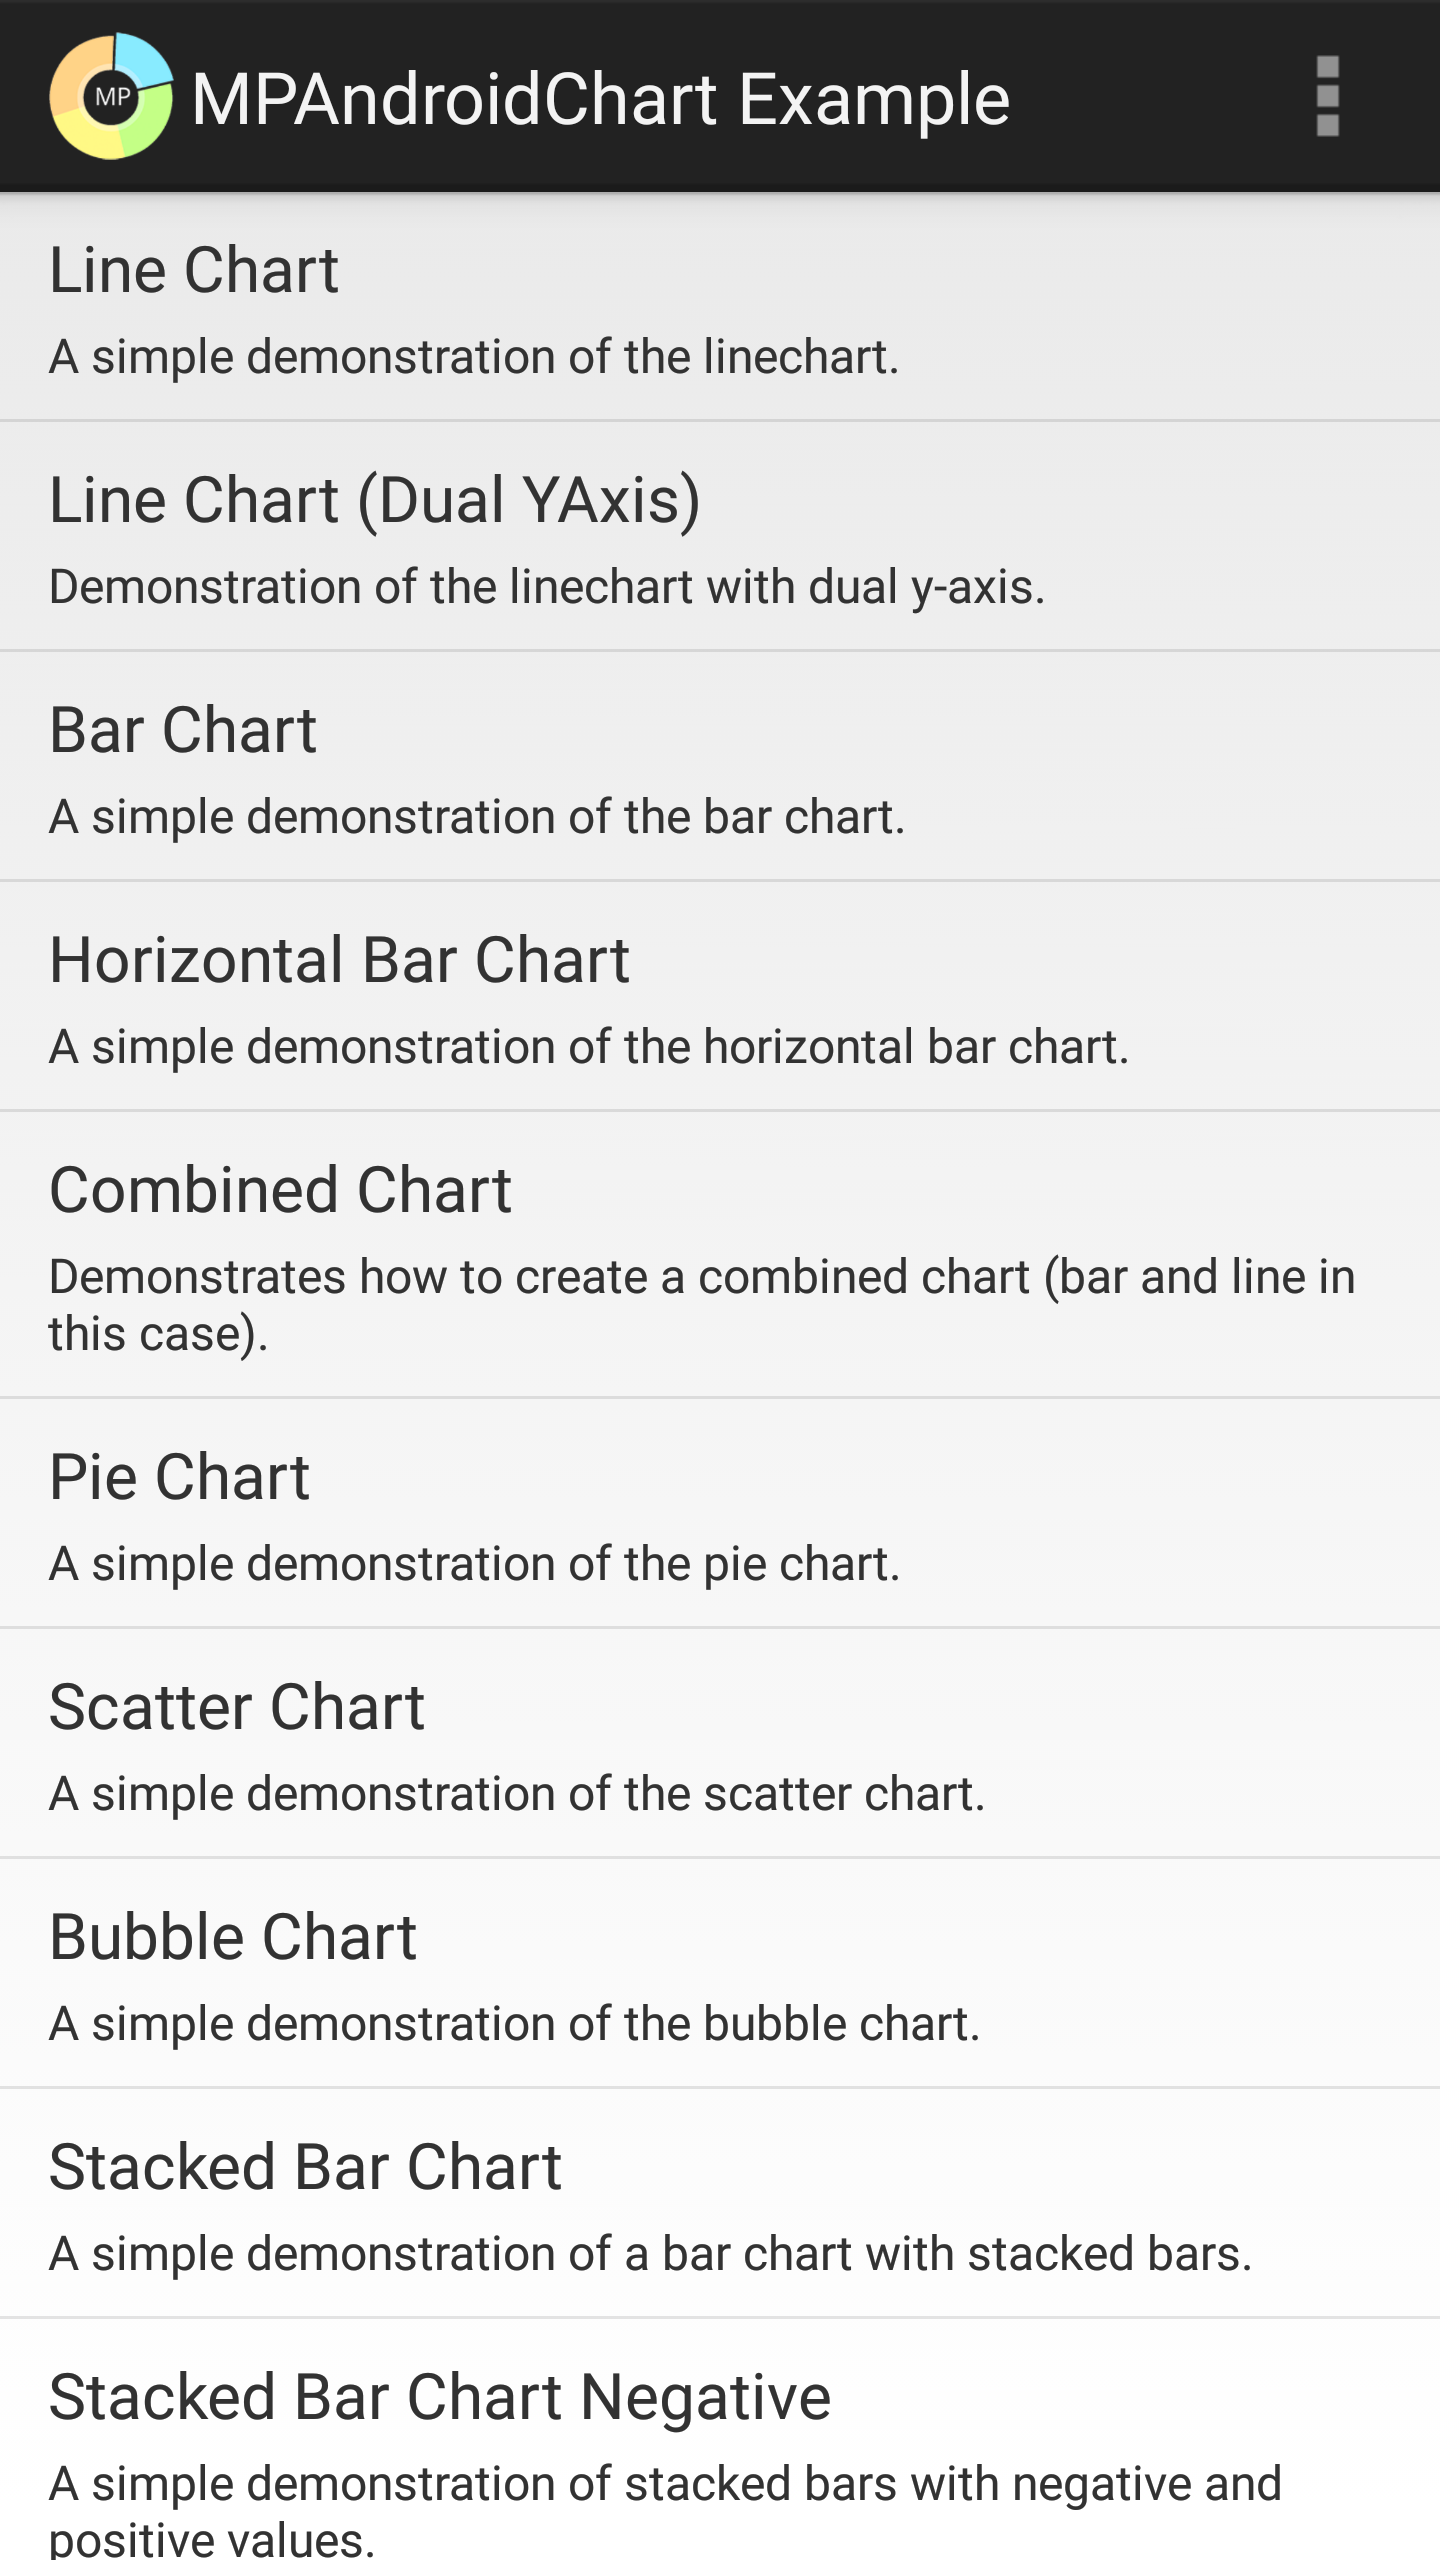 MP
MPAndroidChart Example
Line Chart
A simple demonstration of the linechart.
Line Chart (Dual YAxis)
Demonstration of the linechart with dual y-axis.
Bar Chart
A simple demonstration of the bar chart.
Horizontal Bar Chart
A simple demonstration of the horizontal bar chart.
Combined Chart
Demonstrates how to create a combined chart (bar and line in
this case).
Pie Chart
A simple demonstration of the pie chart.
Scatter Chart
A simple demonstration of the scatter chart.
Bubble Chart
A simple demonstration of the bubble chart.
Stacked Bar Chart
A simple demonstration of a bar chart with stacked bars.
Stacked Bar Chart Negative
A simple demonstration of stacked bars with negative and
positive values.